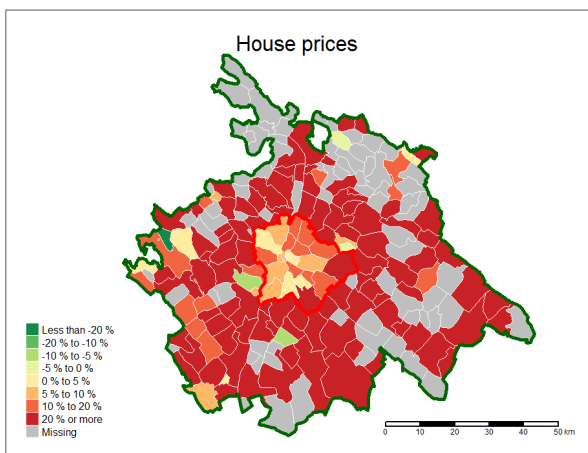 House prices
Less than -20 %
-20 % to -10 %
-10 % to -5 %
-5 % to 0 %
0 % to 5 %
5 % to 10 %
10 % to 20 %
20 % or more
Missing
0 10 20 30 40 50 km